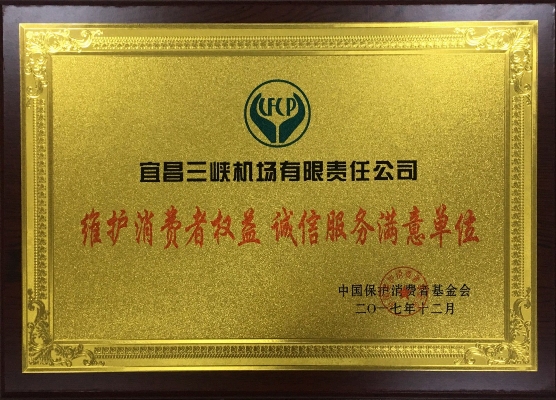 CFCP
宜昌三峡机场有限责任公司
维护消费者权益 诚信服务满意单位
中国保护消费者基金会
二〇一七年十二月